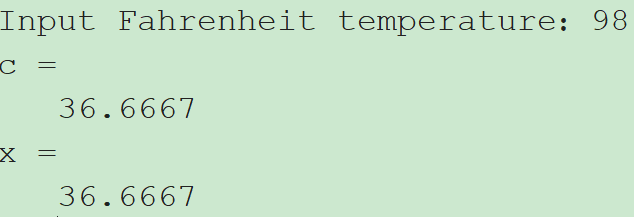 Input Fahrenheit temperature: 98
c =
36.6667
x =
36.6667